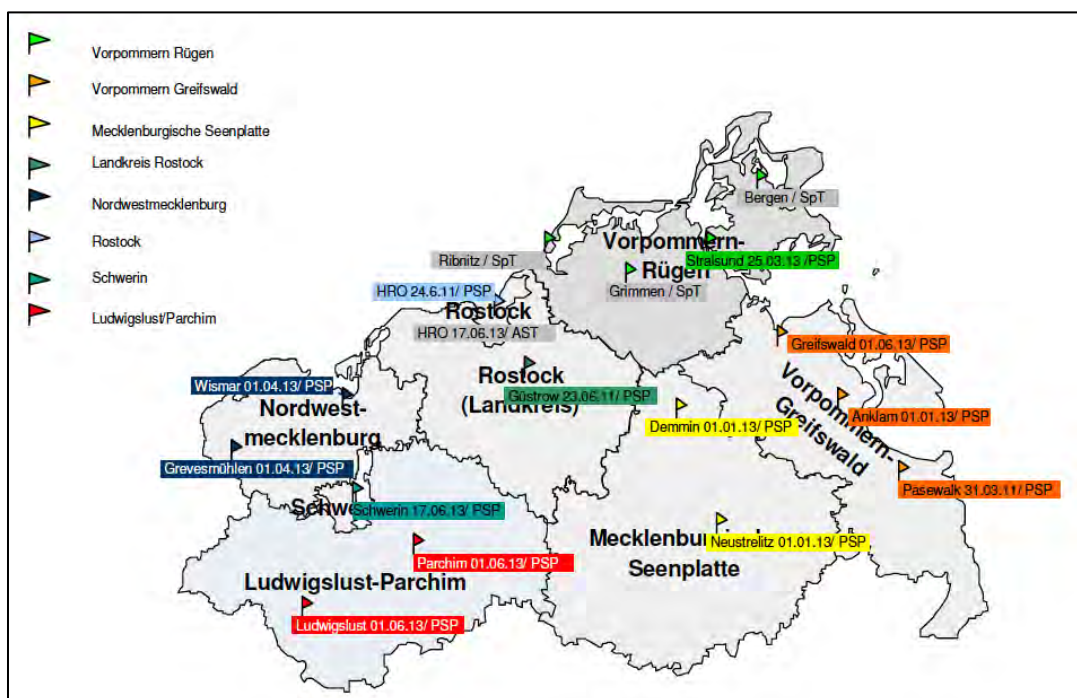 Vorpommern Rügen
Vorpommern Greifswald
Mecklenburgische Seenplatte
Landkreis Rostock
Nordwestmecklenburg
Rostock
Schwerin
Ludwigslust/Parchim
Bergen / SpT
Vorpommern-
Rügen
Stralsund 25.03.13 /PSP
Ribnitz / SpT
Grimmen / SpT
HRO 24.6.11/ PSP
Rostock
HRO 17.06.13/ AST
Greifswald 01.06.13/ PSP
Rostock
(Landkreis)
Güstrow 23.06.11/ PSP
Wismar 01.04.13/ PSP
Nordwest-
mecklenburg
Grevesmühlen 01.04.13/ PSP
Demmin 01.01.13/ PSP
Vorpommern-
Greifswald
Anklam 01.01.13/ PSP
Pasewalk 31.03.11/ PSP
Schwe
Schwerin 17.06.13/ PSP
Parchim 01.06.13/ PSP
Mecklenburgische
Seenplatte
Neustrelitz 01.01.13/ PSP
Ludwigslust-Parchim
Ludwigslust 01.06.13/ PSP